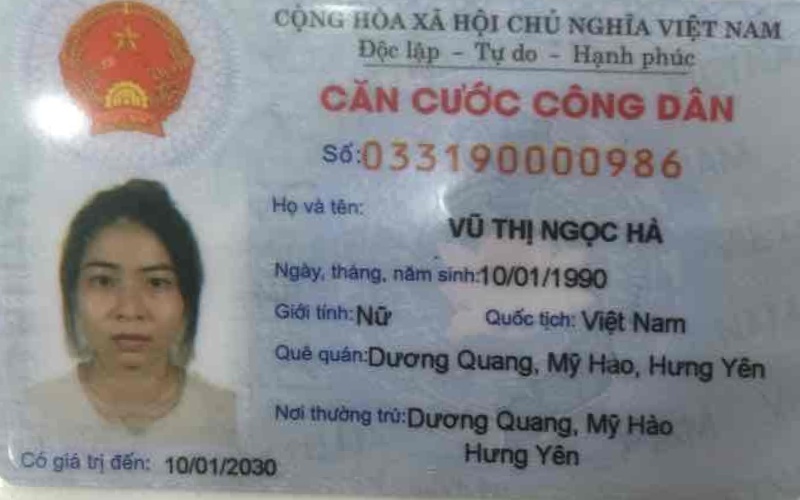 CỘNG HÒA XÃ HỘI CHỦ NGHĨA VIỆT NAM
Độc lập - Tự do - Hạnh phúc
CĂN CƯỚC CÔNG DÂN
Số: 033190000986
Họ và tên:
VŨ THỊ NGỌC HÀ
Ngày, tháng, năm sinh: 10/01/1990
Giới tính: Nữ Quốc tịch: Việt Nam
Quê quán: Dương Quang, Mỹ Hào, Hưng Yên
Nơi thường trú: Dương Quang, Mỹ Hào
Hưng Yên
Có giá trị đến: 10/01/2030